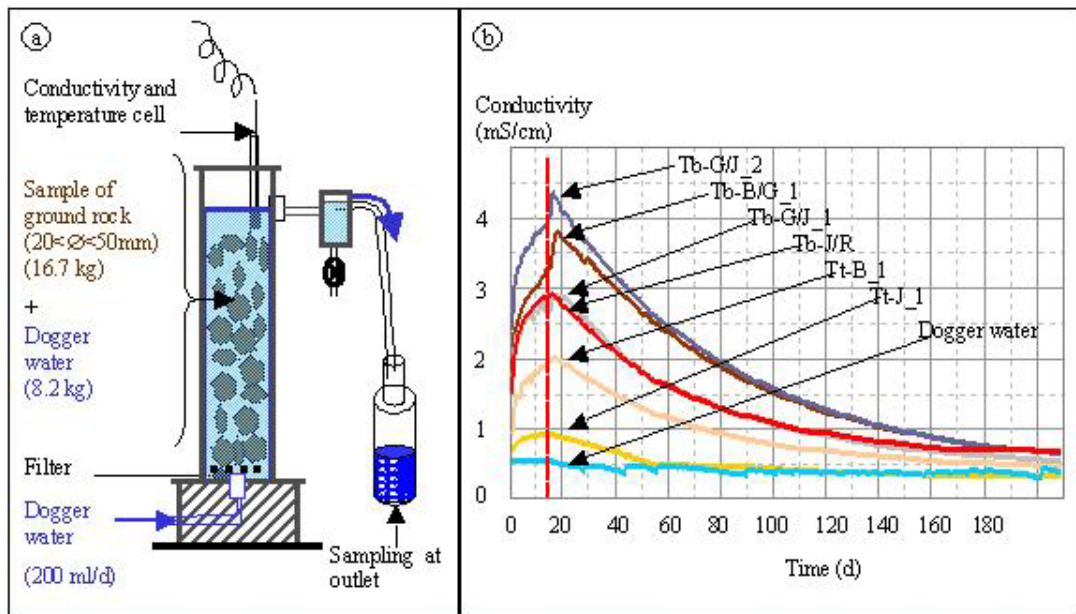 a
Conductivity and
temperature cell
Sample of
ground rock
(20<Ø<50mm)
(16.7 kg)
+
Dogger
water
(8.2 kg)
Filter
Dogger
water
(200 ml/d)
Sampling at
outlet
b
Conductivity
(mS/cm)
Tb-G/J_2
Tb-B/G_1
Tb-G/J_1
Tb-J/R
Tt-B_1
Tt-J_1
Dogger water
4
3
2
1
0
0 20 40 60 80 100 120 140 160 180
Time (d)